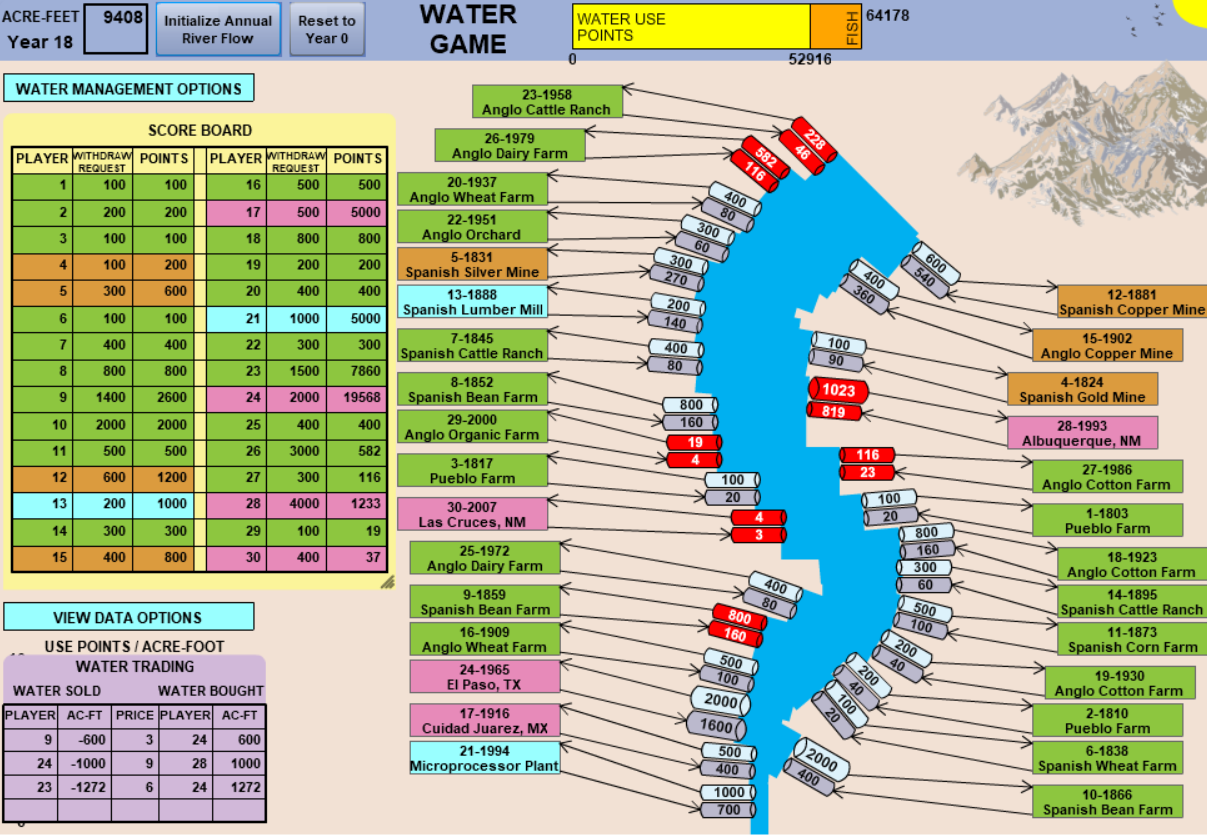 ACRE-FEET 9408
Year 18
Initialize Annual
River Flow
Reset to
Year 0
WATER
GAME
WATER USE
POINTS
FISH
64178
0 52916
WATER MANAGEMENT OPTIONS
SCORE BOARD
PLAYER WITHDRAW REQUEST POINTS PLAYER WITHDRAW REQUEST POINTS
1 100 100 16 500 500
2 200 200 17 500 5000
3 100 100 18 800 800
4 100 200 19 200 200
5 300 600 20 400 400
6 100 100 21 1000 5000
7 400 400 22 300 300
8 800 800 23 1500 7860
9 1400 2600 24 2000 19568
10 2000 2000 25 400 400
11 500 500 26 3000 582
12 600 1200 27 300 116
13 200 1000 28 4000 1233
14 300 300 29 100 19
15 400 800 30 400 37
VIEW DATA OPTIONS
USE POINTS / ACRE-FOOT
WATER TRADING
WATER SOLD WATER BOUGHT
PLAYER AC-FT PRICE PLAYER AC-FT
9 -600 3 24 600
24 -1000 9 28 1000
23 -1272 6 24 1272
23-1958
Anglo Cattle Ranch
26-1979
Anglo Dairy Farm
20-1937
Anglo Wheat Farm
22-1951
Anglo Orchard
5-1831
Spanish Silver Mine
13-1888
Spanish Lumber Mill
7-1845
Spanish Cattle Ranch
8-1852
Spanish Bean Farm
29-2000
Anglo Organic Farm
3-1817
Pueblo Farm
30-2007
Las Cruces, NM
25-1972
Anglo Dairy Farm
9-1859
Spanish Bean Farm
16-1909
Anglo Wheat Farm
24-1965
El Paso, TX
17-1916
Cuidad Juarez, MX
21-1994
Microprocessor Plant
228
46
582
116
400
80
300
60
300
270
200
140
400
80
800
160
19
4
100
20
4
3
400
80
800
160
500
100
2000
1600
500
400
1000
700
600
540
400
360
100
90
1023
819
116
23
100
20
800
160
300
60
500
100
200
40
200
40
100
20
2000
400
12-1881
Spanish Copper Mine
15-1902
Anglo Copper Mine
4-1824
Spanish Gold Mine
28-1993
Albuquerque, NM
27-1986
Anglo Cotton Farm
1-1803
Pueblo Farm
18-1923
Anglo Cotton Farm
14-1895
Spanish Cattle Ranch
11-1873
Spanish Corn Farm
19-1930
Anglo Cotton Farm
2-1810
Pueblo Farm
6-1838
Spanish Wheat Farm
10-1866
Spanish Bean Farm